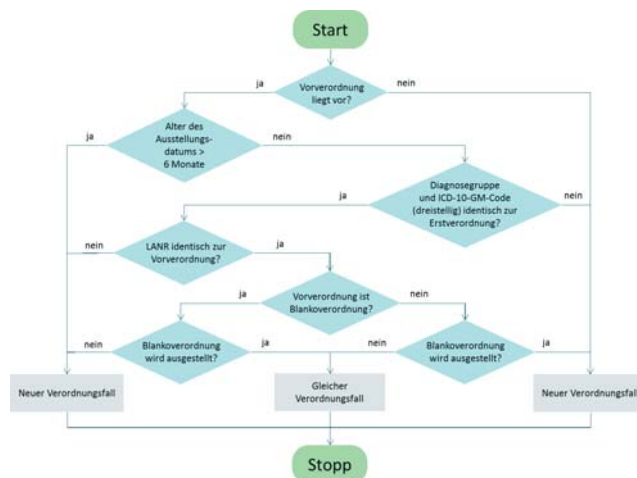 Start
Vorverordnung
liegt vor?
ja
nein
Alter des
Ausstellungs-
datums >
6 Monate
ja
nein
Diagnosegruppe
und ICD-10-GM-Code
(dreistellig) identisch zur
Erstverordnung?
ja
nein
LANR identisch zur
Vorverordnung?
nein
ja
Vorverordnung ist
Blankoverordnung?
ja
nein
Blankoverordnung
wird ausgestellt?
nein
ja
Blankoverordnung
wird ausgestellt?
nein
ja
Neuer Verordnungsfall
Gleicher
Verordnungsfall
Neuer Verordnungsfall
Stopp